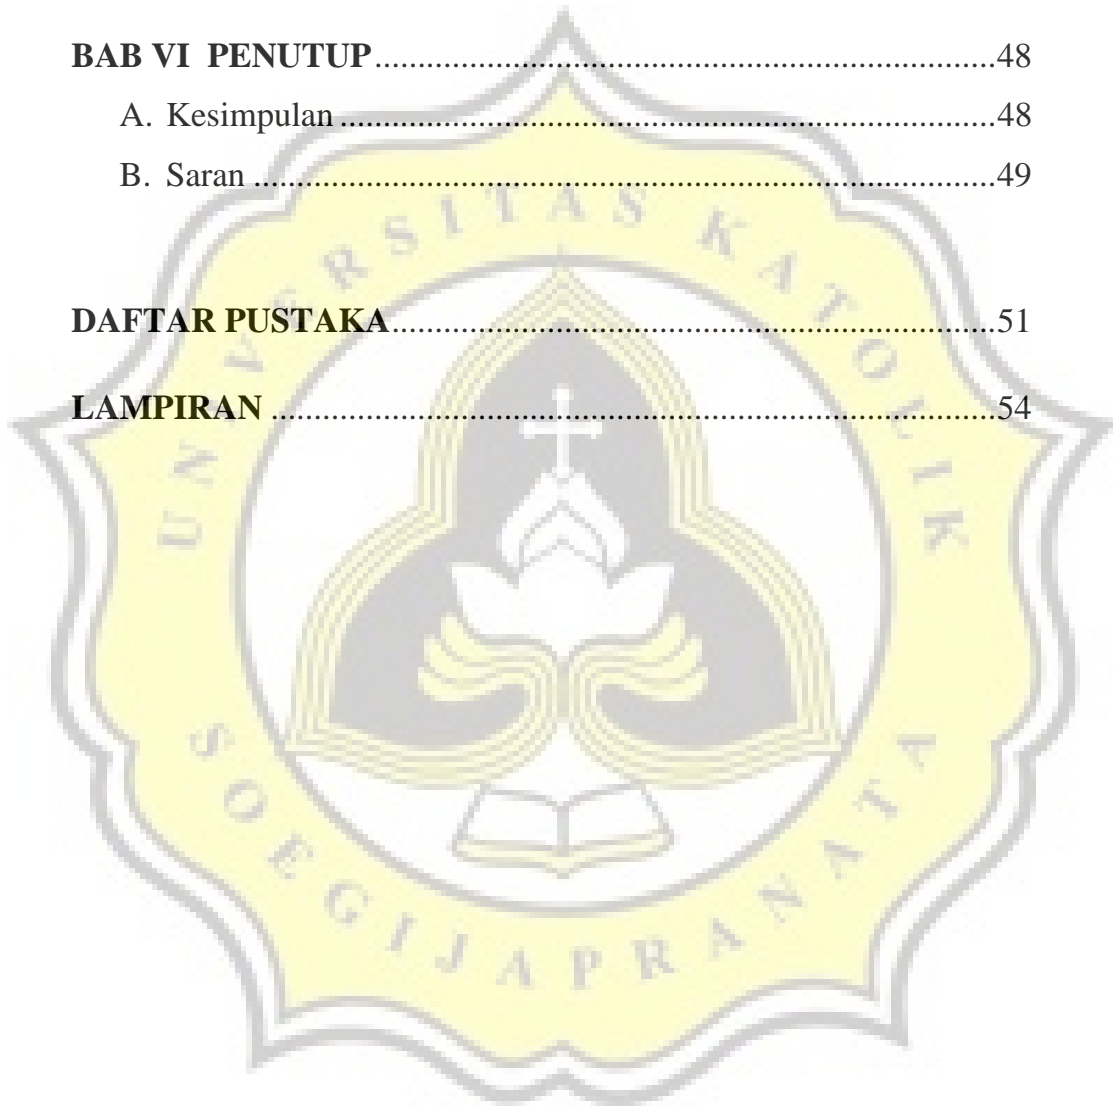 BAB VI  PENUTUP.......................................................................48
A. Kesimpulan...........................................................................48
B. Saran .....................................................................................49
DAFTAR PUSTAKA.....................................................................51
LAMPIRAN ...................................................................................54
UNIVERSITAS KATOLIK
SOEGIJAPRANATA